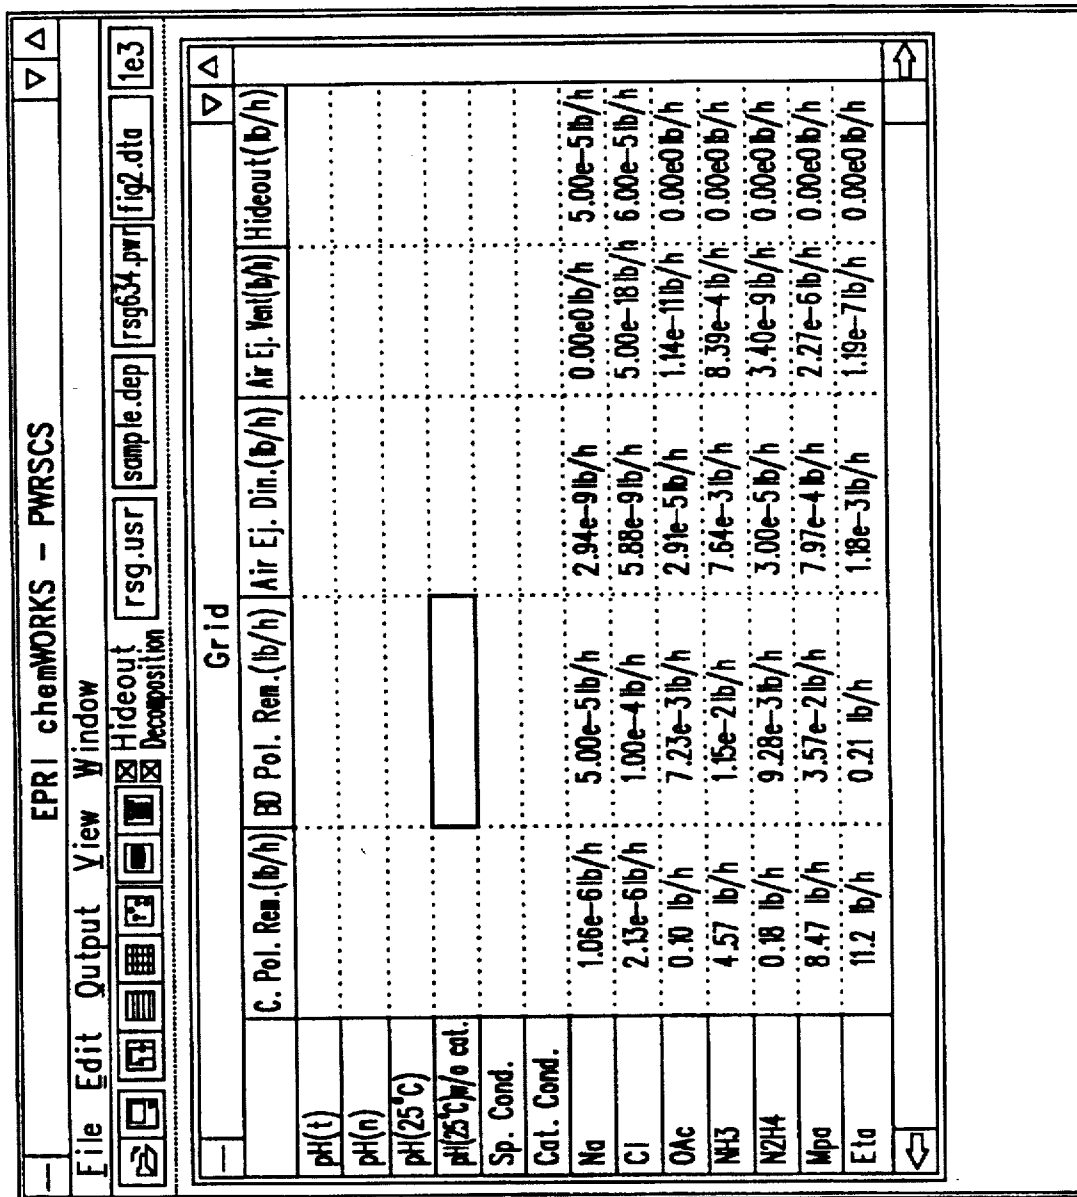 EPRI chemWORKS – PWRSCS
File Edit Output View Window
Hideout
Decomposition
rsg.usr sample.dep rsg634.pwr fig2.dta 1e3
Grid
C. Pol. Rem.(lb/h) BD Pol. Rem.(lb/h) Air Ej. Din.(lb/h) Air Ej. Vent(lb/h) Hideout(lb/h)
pH(t)
pH(n)
pH(25°C)
pH(25°C)w/o cat.
Sp. Cond.
Cat. Cond.
Na 1.06e–6lb/h 5.00e–5lb/h 2.94e–9lb/h 0.00e0lb/h 5.00e–5lb/h
Cl 2.13e–6lb/h 1.00e–4lb/h 5.88e–9lb/h 5.00e–18lb/h 6.00e–5lb/h
OAc 0.10 lb/h 7.23e–3lb/h 2.91e–5lb/h 1.14e–11lb/h 0.00e0lb/h
NH3 4.57 lb/h 1.15e–2lb/h 7.64e–3lb/h 8.39e–4lb/h 0.00e0lb/h
N2H4 0.18 lb/h 9.28e–3lb/h 3.00e–5lb/h 3.40e–9lb/h 0.00e0lb/h
Mpa 8.47 lb/h 3.57e–2lb/h 7.97e–4lb/h 2.27e–6lb/h 0.00e0lb/h
Eta 11.2 lb/h 0.21 lb/h 1.18e–3lb/h 1.19e–7lb/h 0.00e0lb/h